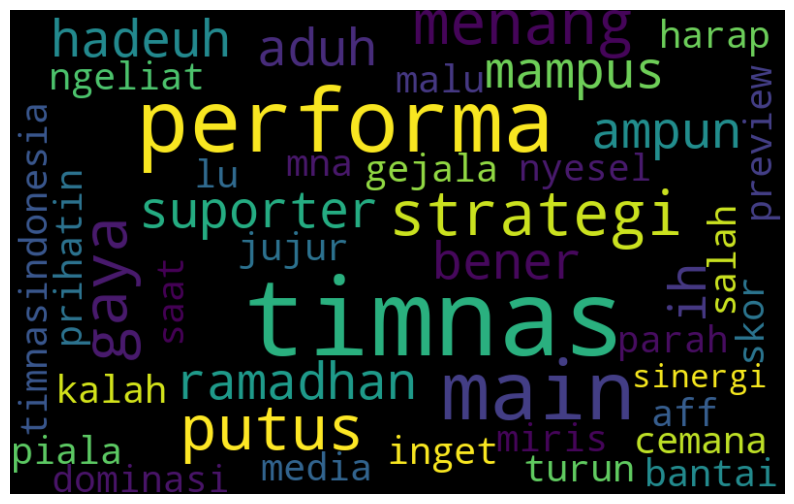 hadeuh
aduh
menang
harap
ngeliat
malu
mampus
performa
ampun
preview
timnasindonesia
prihatin
lu
mna
gejala
nyesel
suporter
strategi
gaya
saat
jujur
bener
ih
salah
skor
timnas
parah
kalah
ramadhan
main
sinergi
putus
aff
piala
inget
miris
cemana
dominasi
media
turun
bantai